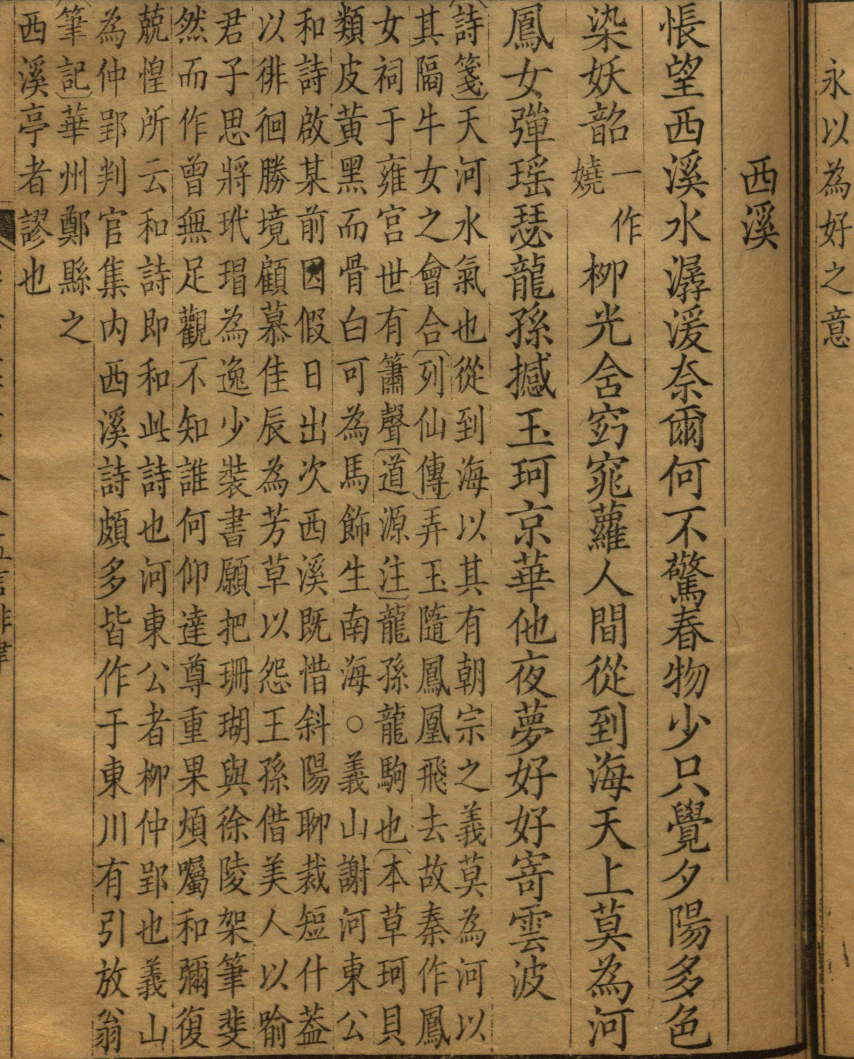 永以為好之意
西溪
悵望西溪水潺湲奈爾何不驚春物少只覺夕陽多色
染妖韶一作嬈柳光含窈窕蘿人間從到海天上莫為河
鳳女彈瑶瑟龍孫撼玉珂京華他夜夢好好寄雲波
詩箋天河水氣也從到海以其有朝宗之義莫為河以
其隔牛女之會合列仙傳弄玉隨鳳凰飛去故秦作鳳
女祠于雍宫世有簫聲道源注龍孫龍駒也本草珂貝
類皮黄黑而骨白可為馬飾生南海○義山謝河東公
和詩啟某前因假日出次西溪既惜斜陽聊裁短什葢
以徘徊勝境顧慕佳辰為芳草以怨王孫借美人以喻
君子思將玳瑁為逸少裝書願把珊瑚與徐陵架筆斐
然而作曾無足觀不知誰何仰達尊重果煩囑和彌復
兢惶所云和詩即和此詩也河東公者柳仲郢也義山
為仲郢判官集内西溪詩頗多皆作于東川有引放翁
筆記華州鄭縣之
西溪亭者謬也
五言排律